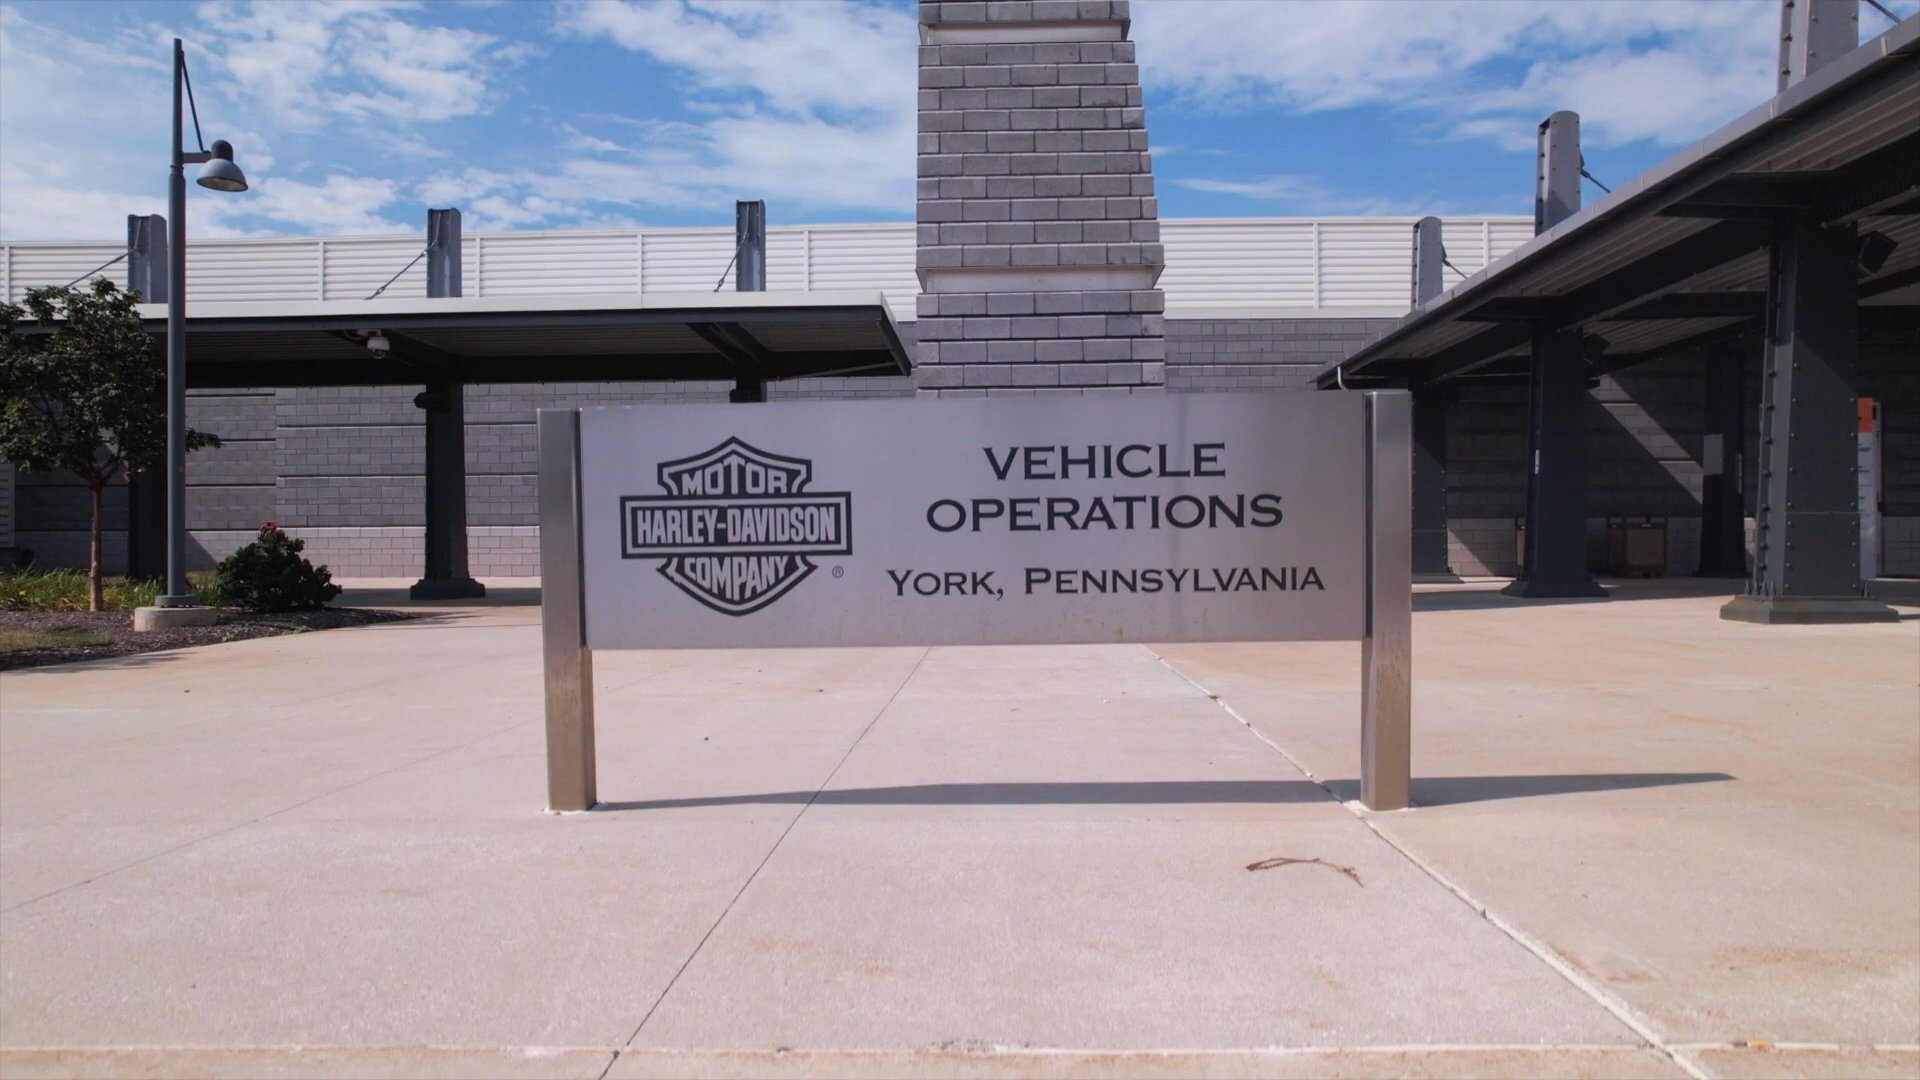 MOTOR
HARLEY-DAVIDSON
COMPANY
®
VEHICLE
OPERATIONS
YORK, PENNSYLVANIA